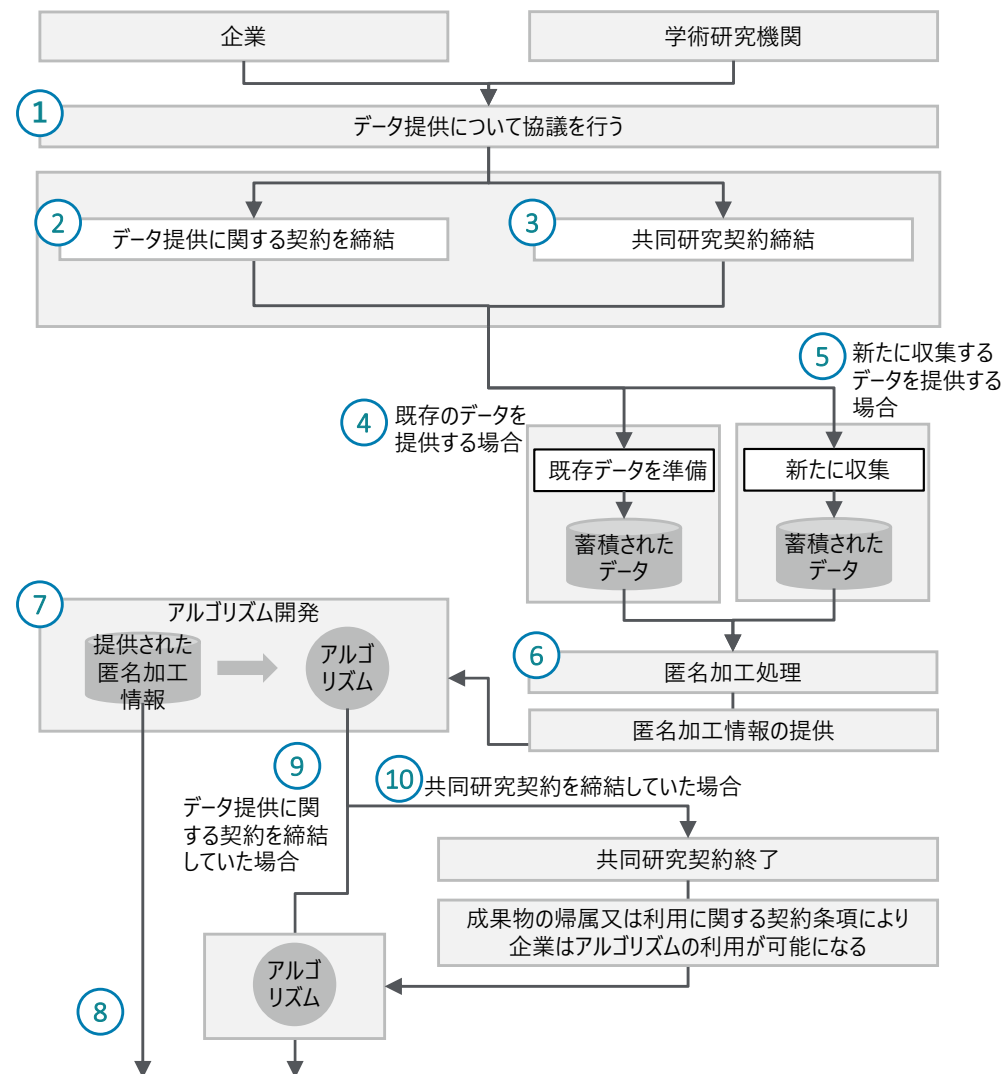 企業
学術研究機関
1
データ提供について協議を行う
2
データ提供に関する契約を締結
3
共同研究契約締結
4
既存のデータを
提供する場合
5
新たに収集する
データを提供する
場合
既存データを準備
新たに収集
蓄積された
データ
蓄積された
データ
6
匿名加工処理
匿名加工情報の提供
7
アルゴリズム開発
提供された
匿名加工
情報
アルゴ
リズム
9
データ提供に関
する契約を締結
していた場合
10
共同研究契約を締結していた場合
共同研究契約終了
成果物の帰属又は利用に関する契約条項により
企業はアルゴリズムの利用が可能になる
アルゴ
リズム
8